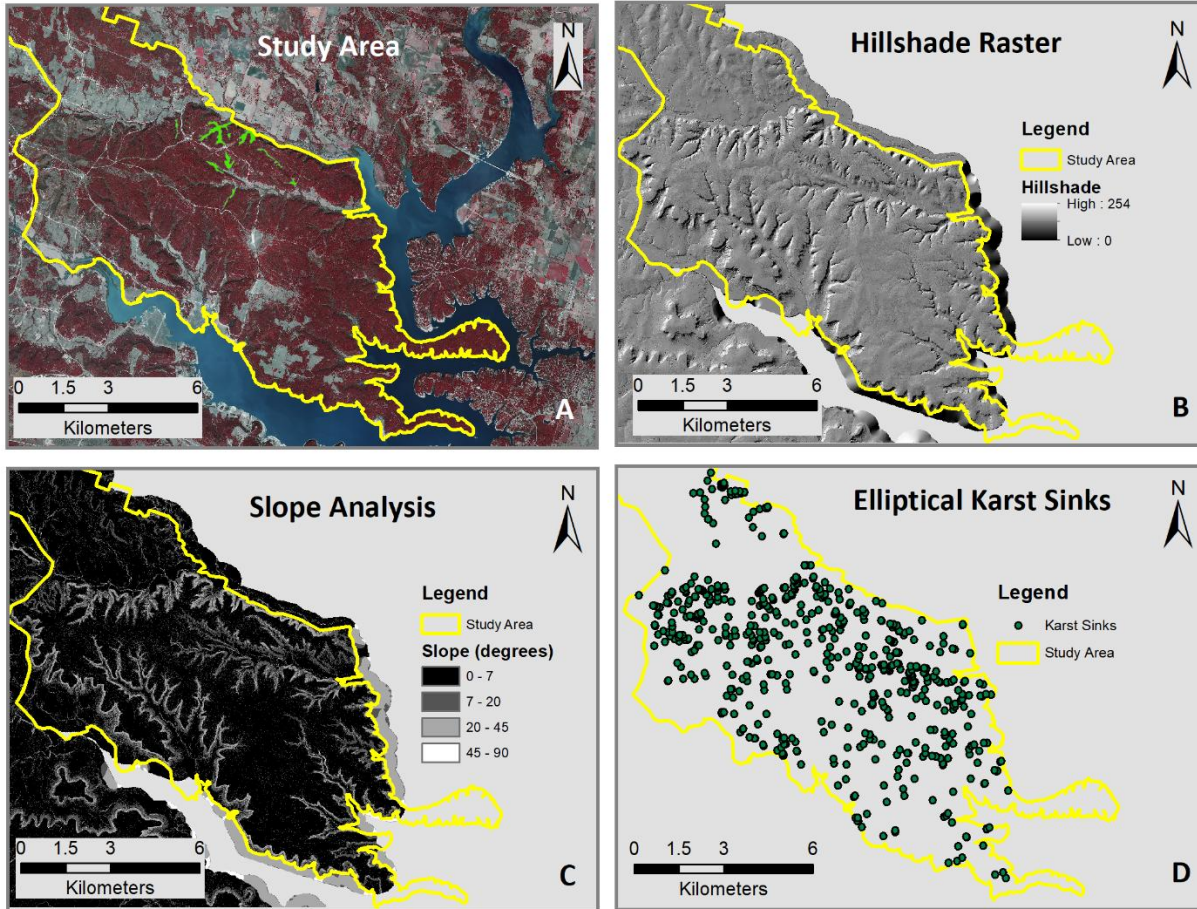 Study Area
N
0 1.5 3 6
Kilometers
A
Hillshade Raster
N
Legend
Study Area
Hillshade
High : 254
Low : 0
0 1.5 3 6
Kilometers
B
Slope Analysis
N
Legend
Study Area
Slope (degrees)
0 - 7
7 - 20
20 - 45
45 - 90
0 1.5 3 6
Kilometers
C
Elliptical Karst Sinks
N
Legend
Karst Sinks
Study Area
0 1.5 3 6
Kilometers
D